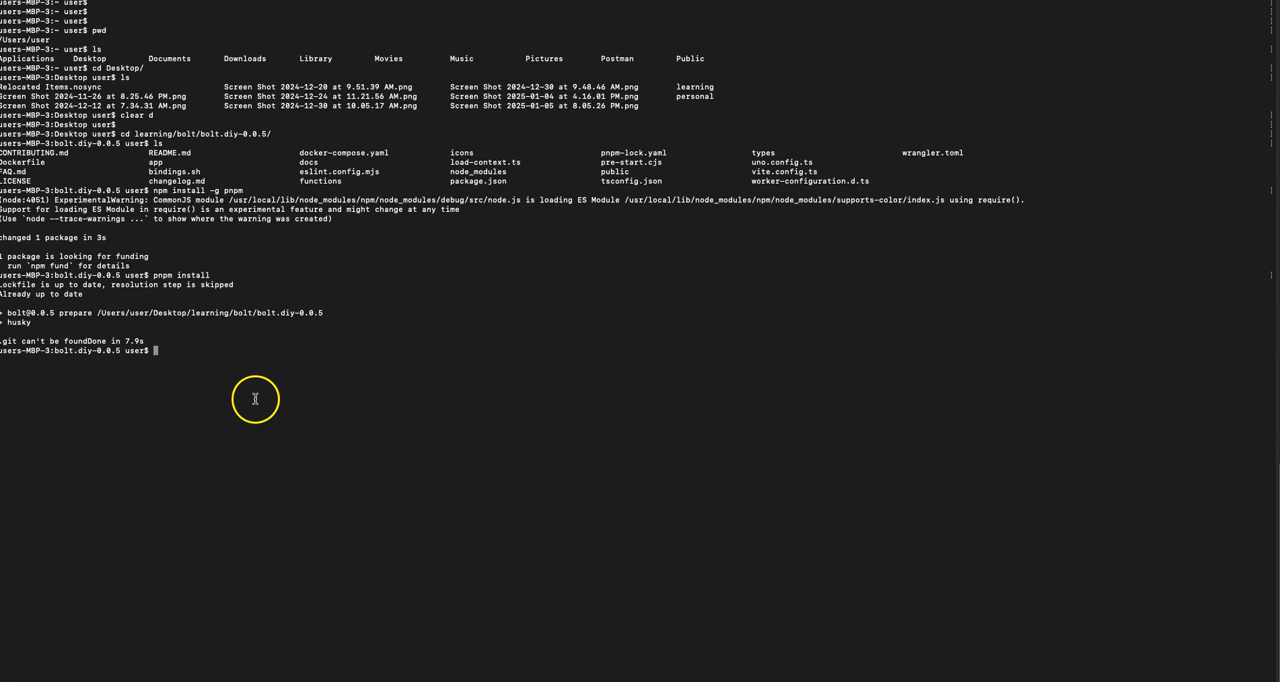 users-MBP-3:~ user$
users-MBP-3:~ user$
users-MBP-3:~ user$
users-MBP-3:~ user$ pwd
/Users/user
users-MBP-3:~ user$ ls
Applications Desktop Documents Downloads Library Movies Music Pictures Postman Public
users-MBP-3:~ user$ cd Desktop/
users-MBP-3:Desktop user$ ls
Relocated Items.nosync Screen Shot 2024-12-20 at 9.51.39 AM.png Screen Shot 2024-12-30 at 9.48.46 AM.png learning
Screen Shot 2024-11-26 at 8.25.46 PM.png Screen Shot 2024-12-24 at 11.21.56 AM.png Screen Shot 2025-01-04 at 4.16.01 PM.png personal
Screen Shot 2024-12-12 at 7.34.31 AM.png Screen Shot 2024-12-30 at 10.05.17 AM.png Screen Shot 2025-01-05 at 8.05.26 PM.png
users-MBP-3:Desktop user$ clear d
users-MBP-3:Desktop user$
users-MBP-3:Desktop user$ cd learning/bolt/bolt.diy-0.0.5/
users-MBP-3:bolt.diy-0.0.5 user$ ls
CONTRIBUTING.md README.md docker-compose.yaml icons pnpm-lock.yaml types wrangler.toml
Dockerfile app docs load-context.ts pre-start.cjs uno.config.ts
FAQ.md bindings.sh eslint.config.mjs node_modules public vite.config.ts
LICENSE changelog.md functions package.json tsconfig.json worker-configuration.d.ts
users-MBP-3:bolt.diy-0.0.5 user$ npm install -g pnpm
(node:4051) ExperimentalWarning: CommonJS module /usr/local/lib/node_modules/npm/node_modules/debug/src/node.js is loading ES Module /usr/local/lib/node_modules/npm/node_modules/supports-color/index.js using require().
Support for loading ES Module in require() is an experimental feature and might change at any time
(Use `node --trace-warnings ...` to show where the warning was created)
changed 1 package in 3s
1 package is looking for funding
run `npm fund` for details
users-MBP-3:bolt.diy-0.0.5 user$ pnpm install
Lockfile is up to date, resolution step is skipped
Already up to date
> bolt@0.0.5 prepare /Users/user/Desktop/learning/bolt/bolt.diy-0.0.5
> husky
.git can't be foundDone in 7.9s
users-MBP-3:bolt.diy-0.0.5 user$